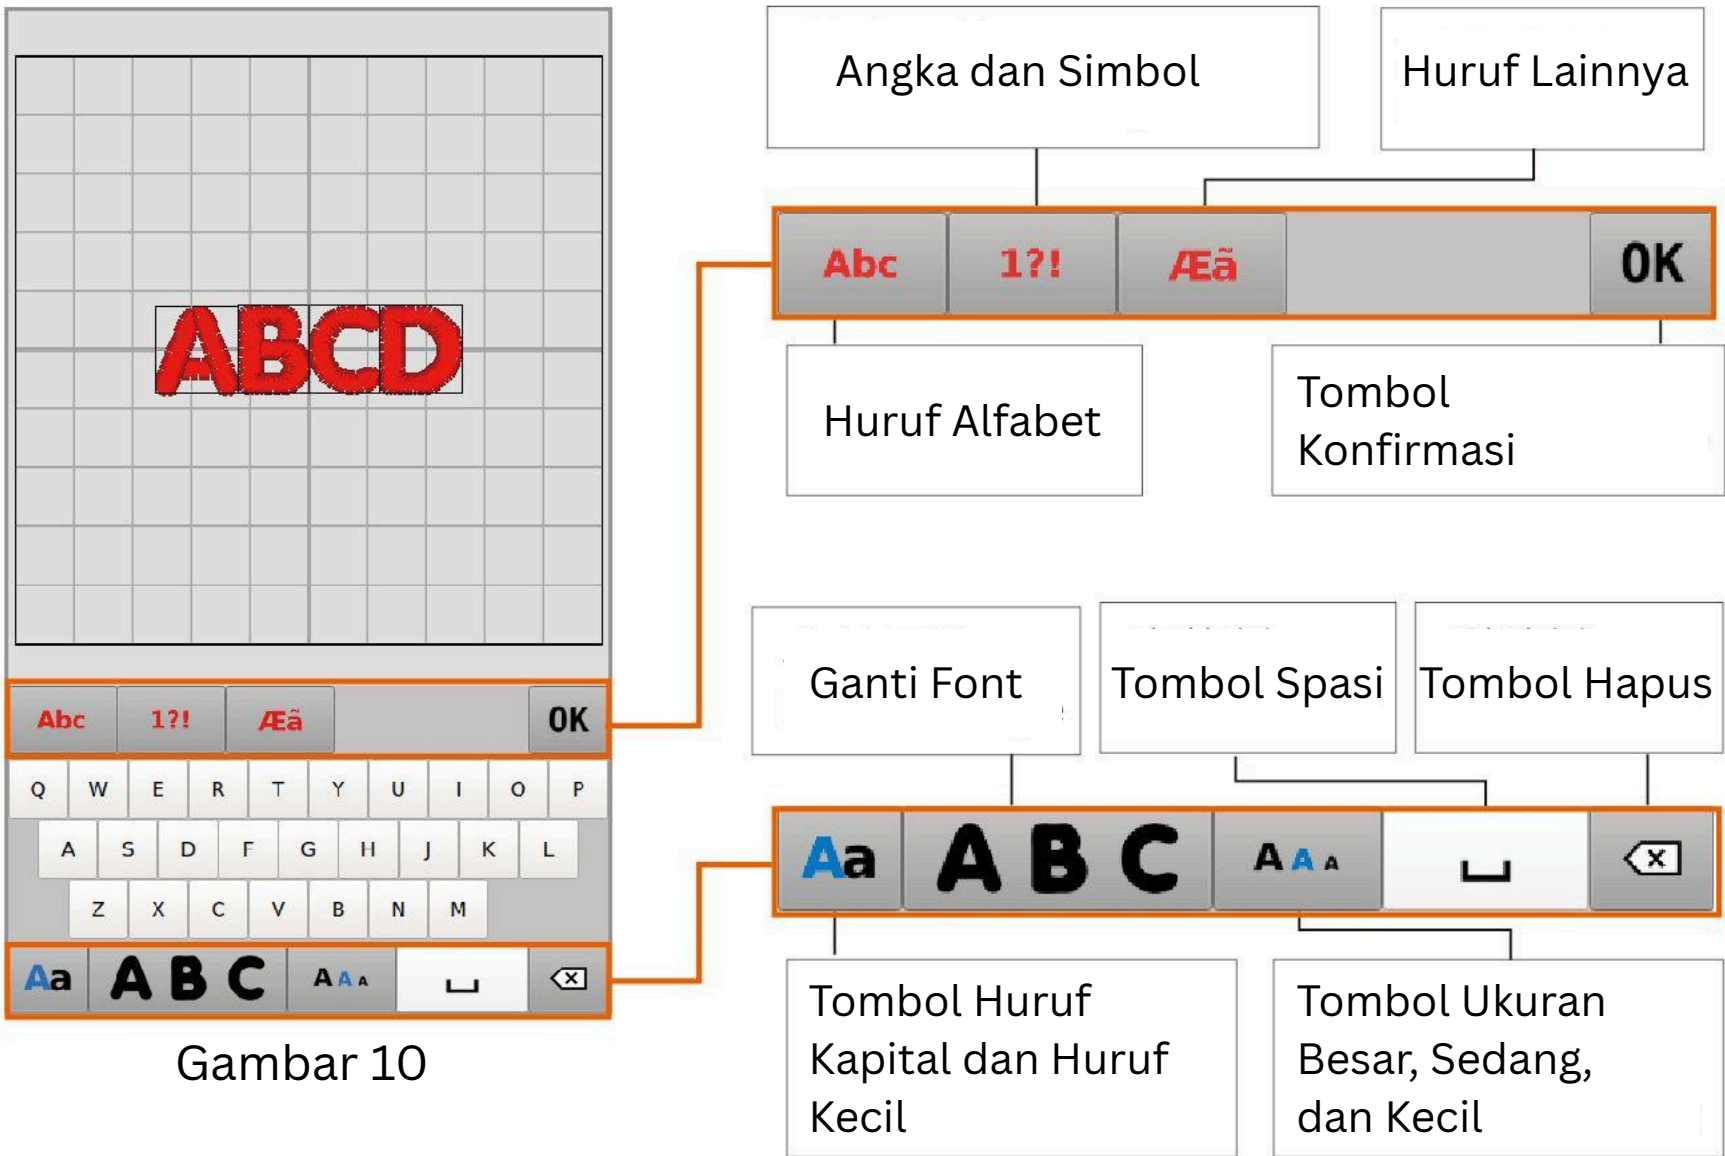 ABCD
Abc 1?! Æã OK
Q W E R T Y U I O P
A S D F G H J K L
Z X C V B N M
Aa A B C A A A
Gambar 10
Angka dan Simbol
Huruf Lainnya
Abc 1?! Æã OK
Huruf Alfabet
Tombol
Konfirmasi
Ganti Font
Tombol Spasi
Tombol Hapus
Aa A B C A A A
Tombol Huruf
Kapital dan Huruf
Kecil
Tombol Ukuran
Besar, Sedang,
dan Kecil